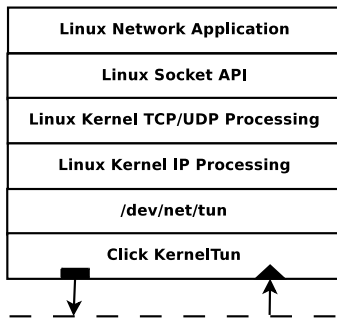 Linux Network Application
Linux Socket API
Linux Kernel TCP/UDP Processing
Linux Kernel IP Processing
/dev/net/tun
Click KernelTun